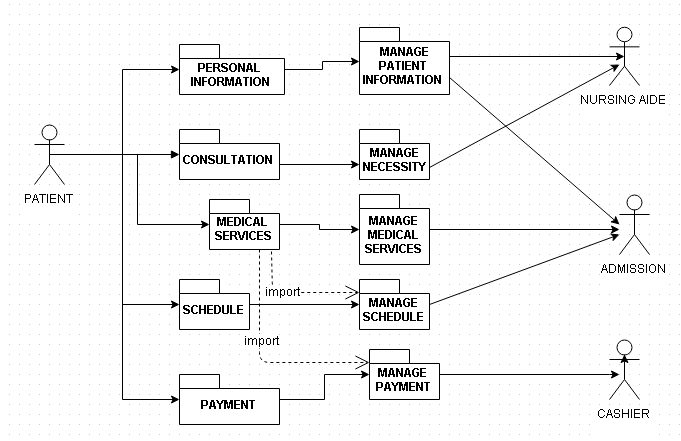 PERSONAL
INFORMATION
MANAGE
PATIENT
INFORMATION
NURSING AIDE
PATIENT
CONSULTATION
MANAGE
NECESSITY
MEDICAL
SERVICES
MANAGE
MEDICAL
SERVICES
ADMISSION
import
SCHEDULE
MANAGE
SCHEDULE
import
PAYMENT
MANAGE
PAYMENT
CASHIER